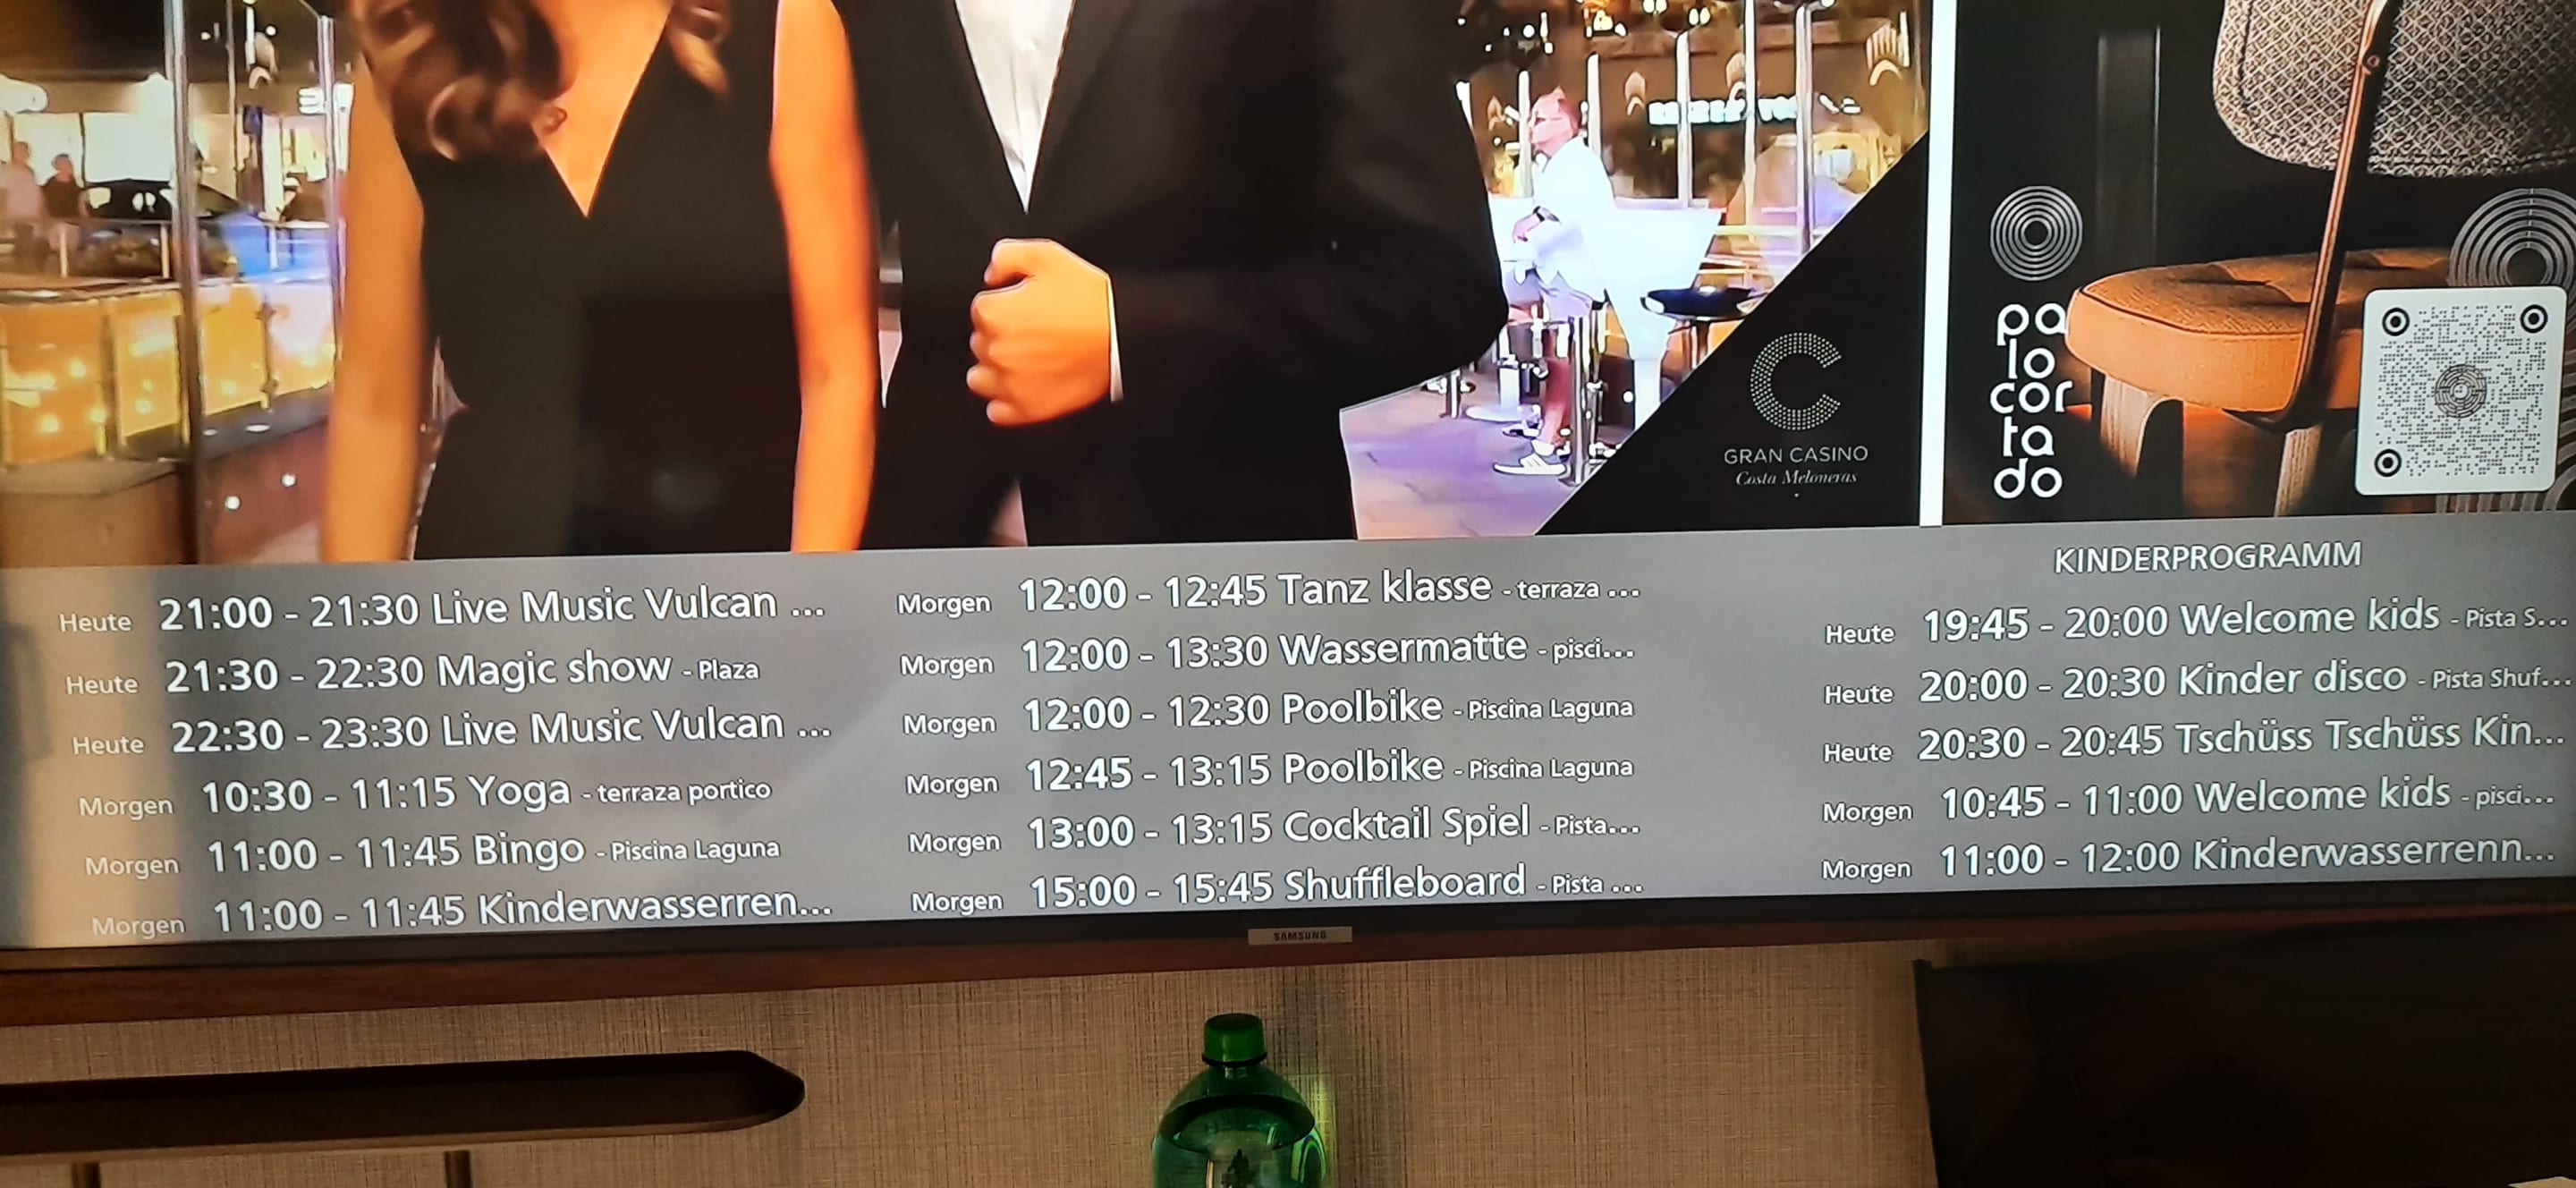 GRAN CASINO
Costa Meloneras
pa
lo
cor
ta
do
Heute 21:00 - 21:30 Live Music Vulcan ...
Heute 21:30 - 22:30 Magic show - Plaza
Heute 22:30 - 23:30 Live Music Vulcan ...
Morgen 10:30 - 11:15 Yoga - terraza portico
Morgen 11:00 - 11:45 Bingo - Piscina Laguna
Morgen 11:00 - 11:45 Kinderwasserren...
Morgen 12:00 - 12:45 Tanz klasse - terraza ...
Morgen 12:00 - 13:30 Wassermatte - pisci...
Morgen 12:00 - 12:30 Poolbike - Piscina Laguna
Morgen 12:45 - 13:15 Poolbike - Piscina Laguna
Morgen 13:00 - 13:15 Cocktail Spiel - Pista...
Morgen 15:00 - 15:45 Shuffleboard - Pista ...
KINDERPROGRAMM
Heute 19:45 - 20:00 Welcome kids - Pista S...
Heute 20:00 - 20:30 Kinder disco - Pista Shuf...
Heute 20:30 - 20:45 Tschüss Tschüss Kin...
Morgen 10:45 - 11:00 Welcome kids - pisci...
Morgen 11:00 - 12:00 Kinderwasserrenn...
SAMSUNG